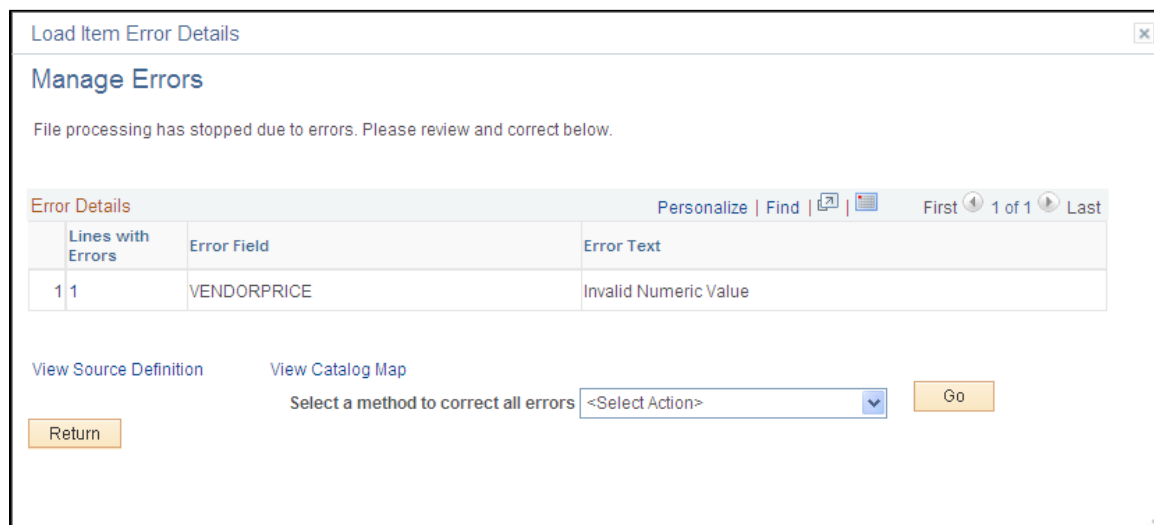 Load Item Error Details
Manage Errors
File processing has stopped due to errors. Please review and correct below.
Error Details Personalize | Find | | First 1 of 1 Last
Lines with Errors Error Field Error Text
1 1 VENDORPRICE Invalid Numeric Value
View Source Definition View Catalog Map
Select a method to correct all errors <Select Action> Go
Return